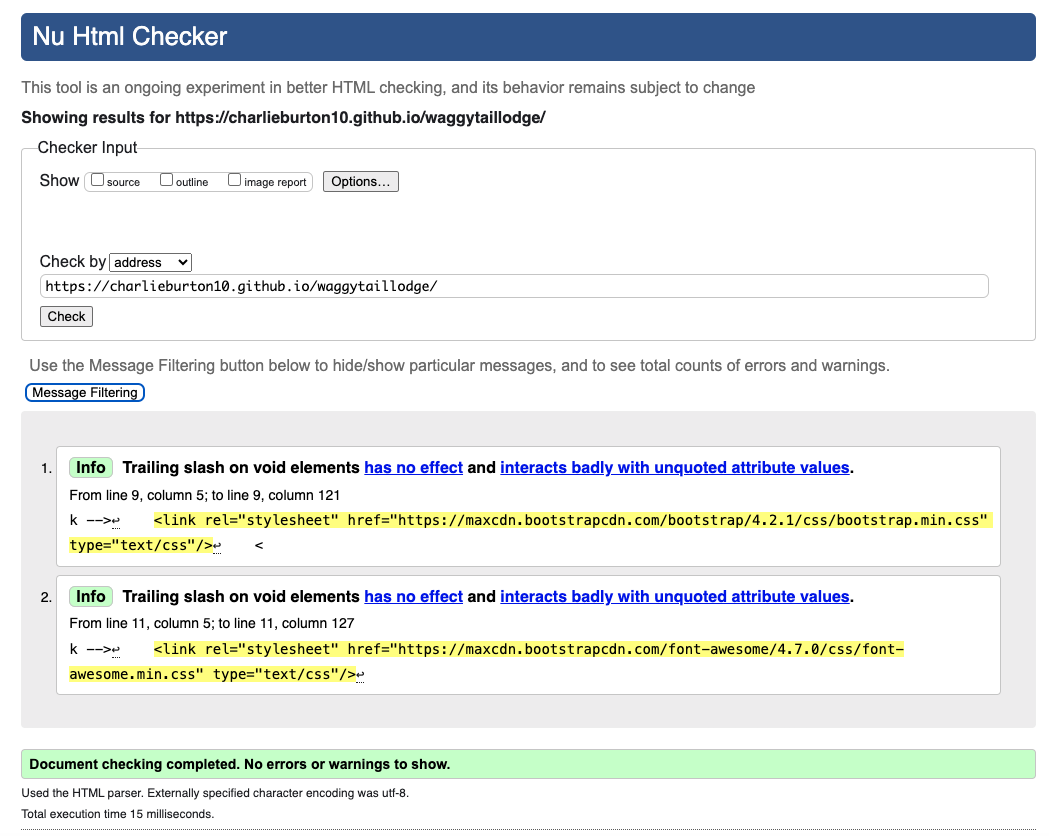 Nu Html Checker
This tool is an ongoing experiment in better HTML checking, and its behavior remains subject to change
Showing results for https://charlieburton10.github.io/waggytaillodge/
Checker Input
Show source outline image report Options...
Check by address
https://charlieburton10.github.io/waggytaillodge/
Check
Use the Message Filtering button below to hide/show particular messages, and to see total counts of errors and warnings.
Message Filtering
1. Info Trailing slash on void elements has no effect and interacts badly with unquoted attribute values.
From line 9, column 5; to line 9, column 121
k -->↩ <link rel="stylesheet" href="https://maxcdn.bootstrapcdn.com/bootstrap/4.2.1/css/bootstrap.min.css"
type="text/css"/>↩ <
2. Info Trailing slash on void elements has no effect and interacts badly with unquoted attribute values.
From line 11, column 5; to line 11, column 127
k -->↩ <link rel="stylesheet" href="https://maxcdn.bootstrapcdn.com/font-awesome/4.7.0/css/font-
awesome.min.css" type="text/css"/>↩
Document checking completed. No errors or warnings to show.
Used the HTML parser. Externally specified character encoding was utf-8.
Total execution time 15 milliseconds.